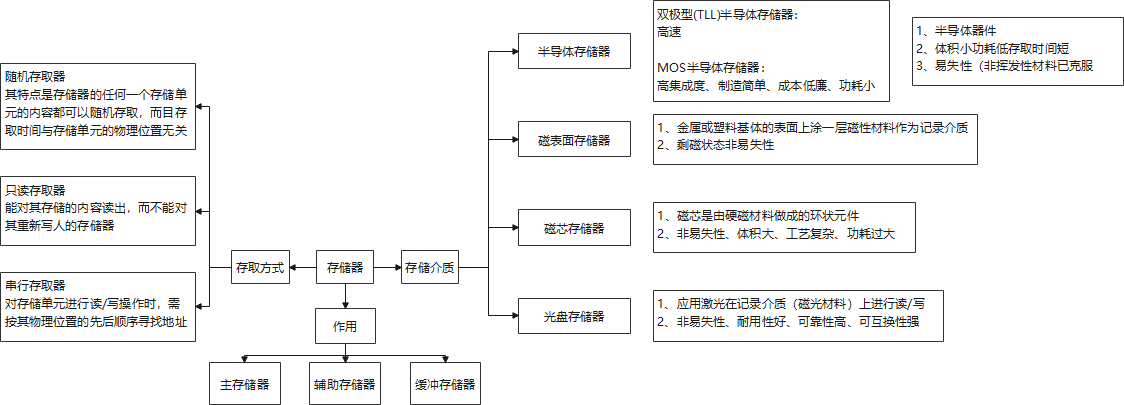 随机存取器
其特点是存储器的任何一个存储单
元的内容都可以随机存取，而目存
取时间与存储单元的物理位置无关
只读存取器
能对其存储的内容读出，而不能对
其重新写人的存储器
串行存取器
对存储单元进行读/写操作时，需
按其物理位置的先后顺序寻找地址
存取方式
存储器
存储介质
作用
主存储器
辅助存储器
缓冲存储器
半导体存储器
双极型(TLL)半导体存储器：
高速
MOS半导体存储器：
高集成度、制造简单、成本低廉、功耗小
1、半导体器件
2、体积小功耗低存取时间短
3、易失性（非挥发性材料已克服
磁表面存储器
1、金属或塑料基体的表面上涂一层磁性材料作为记录介质
2、剩磁状态非易失性
磁芯存储器
1、磁芯是由硬磁材料做成的环状元件
2、非易失性、体积大、工艺复杂、功耗过大
光盘存储器
1、应用激光在记录介质（磁光材料）上进行读/写
2、非易失性、耐用性好、可靠性高、可互换性强